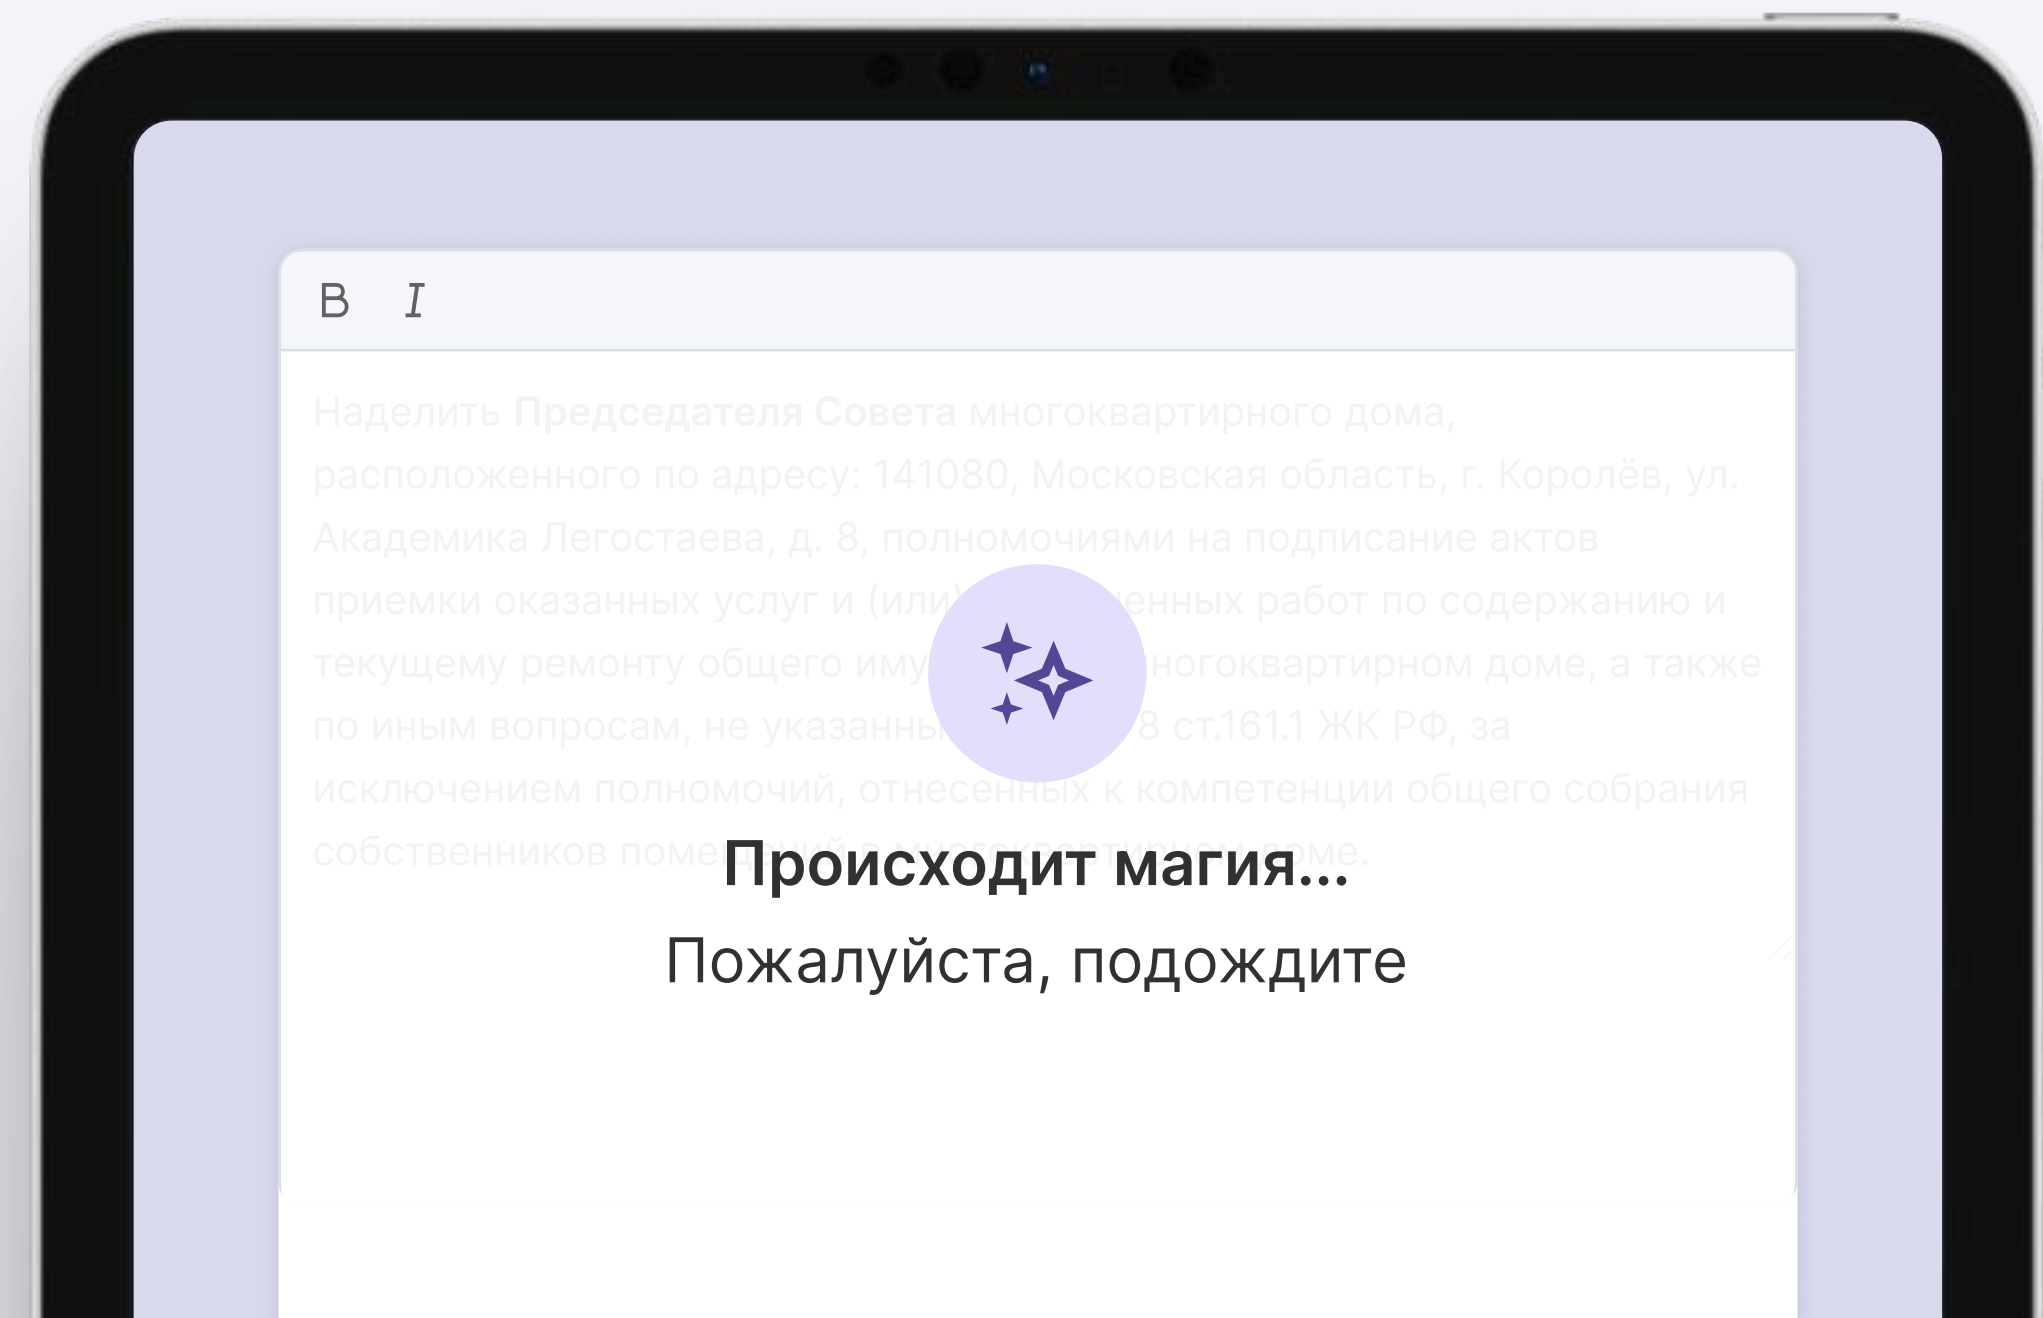 B I
Наделить Председателя Совета многоквартирного дома,
расположенного по адресу: 141080, Московская область, г. Королёв, ул.
Академика Легостаева, д. 8, полномочиями на подписание актов
приемки оказанных услуг и (или) енных работ по содержанию и
текущему ремонту общего иму ногоквартирном доме, а также
по иным вопросам, не указанны 8 ст.161.1 ЖК РФ, за
исключением полномочий, отнесенных к компетенции общего собрания
собственников помещений в многоквартирном доме.
Происходит магия...
Пожалуйста, подождите